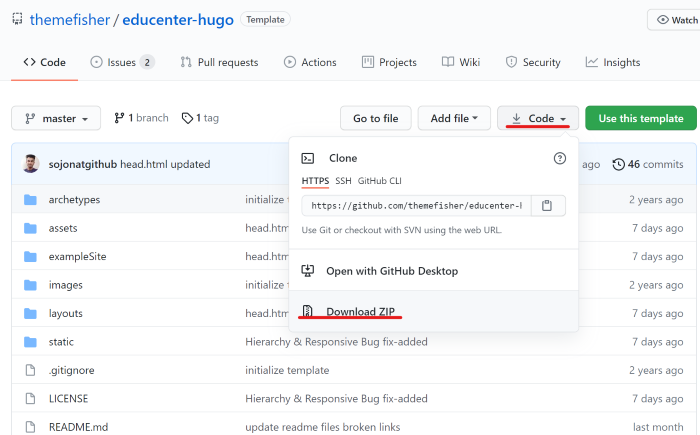 themefisher / educenter-hugo Template Watch
Code Issues 2 Pull requests Actions Projects Wiki Security Insights
master 1 branch 1 tag Go to file Add file Code Use this template
sojonatgithub head.html updated ago 46 commits
Clone
HTTPS SSH GitHub CLI
https://github.com/themefisher/educenter-h
Use Git or checkout with SVN using the web URL.
Open with GitHub Desktop
Download ZIP
archetypes initialize t 2 years ago
assets head.htm 7 days ago
exampleSite head.htm 7 days ago
images initialize t 2 years ago
layouts head.htm 7 days ago
static Hierarchy & Responsive Bug fix-added 7 days ago
.gitignore initialize template 2 years ago
LICENSE Hierarchy & Responsive Bug fix-added 7 days ago
README.md update readme files broken links last month